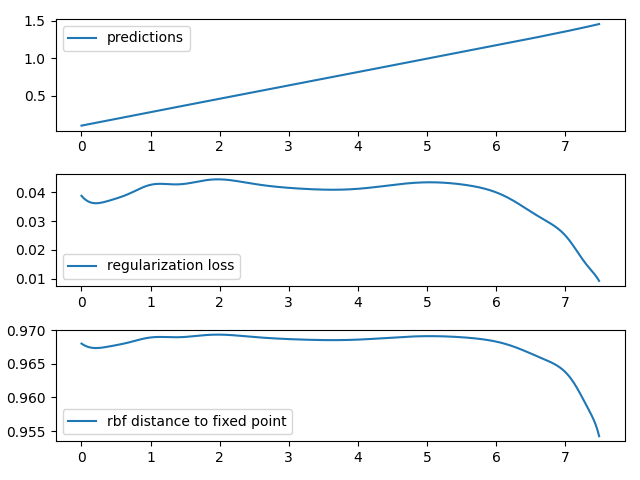 1.5
1.0
0.5
predictions
0 1 2 3 4 5 6 7
0.04
0.03
0.02
0.01
regularization loss
0 1 2 3 4 5 6 7
0.970
0.965
0.960
0.955
rbf distance to fixed point
0 1 2 3 4 5 6 7